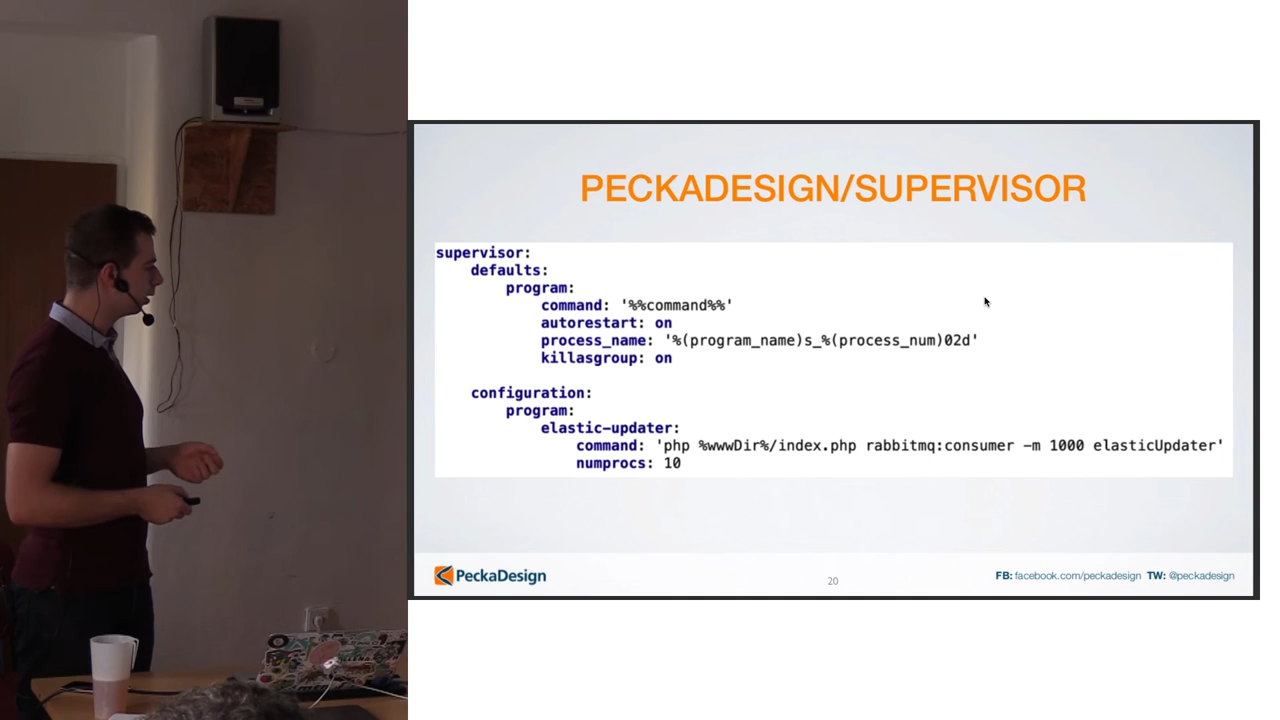 PECKADESIGN/SUPERVISOR
supervisor:
    defaults:
        program:
            command: '%%command%%'
            autorestart: on
            process_name: '%(program_name)s_%(process_num)02d'
            killasgroup: on
    configuration:
        program:
            elastic-updater:
                command: 'php %wwwDir%/index.php rabbitmq:consumer -m 1000 elasticUpdater'
                numprocs: 10
PeckaDesign
20
FB: facebook.com/peckadesign TW: @peckadesign